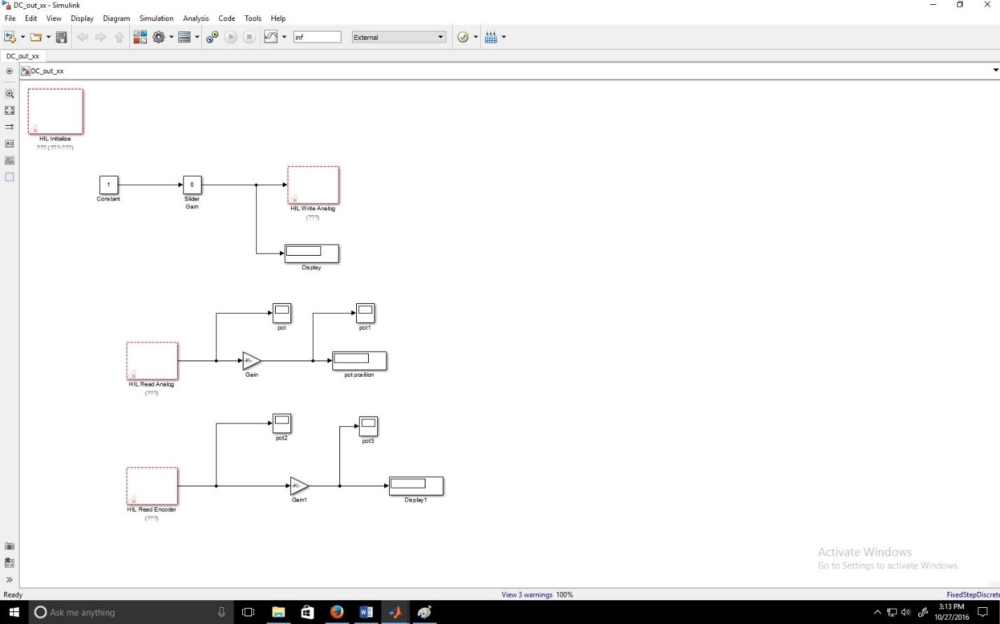 DC_out_xx - Simulink
File Edit View Display Diagram Simulation Analysis Code Tools Help
inf External
DC_out_xx
DC_out_xx
HIL Initialize
??? (???-???)
1
Constant
0
Slider
Gain
HIL Write Analog
(???)
Display
pot
pot1
HIL Read Analog
(???)
-K-
Gain
pot position
pot2
pot3
HIL Read Encoder
(???)
-K-
Gain1
Display1
Activate Windows
Go to Settings to activate Windows.
Ready View 3 warnings 100% FixedStepDiscrete
Ask me anything
3:13 PM
10/27/2016